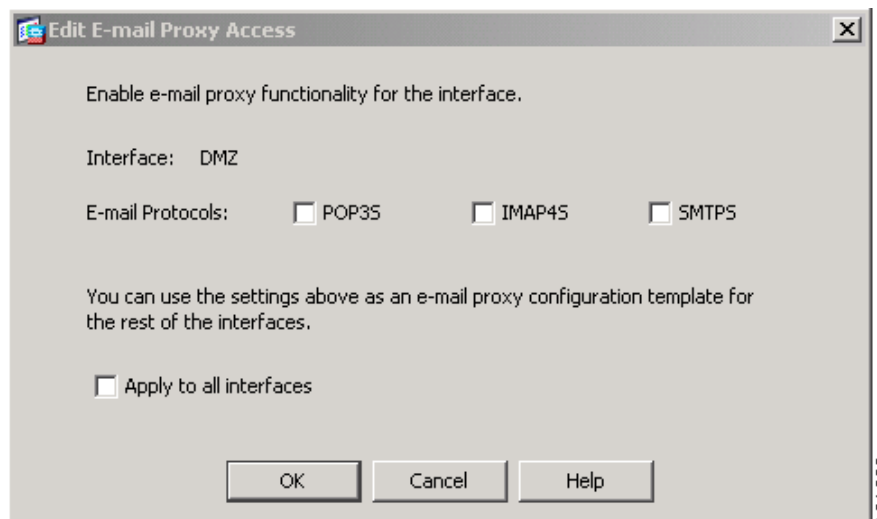 Edit E-mail Proxy Access
Enable e-mail proxy functionality for the interface.
Interface: DMZ
E-mail Protocols: POP3S IMAP4S SMTPS
You can use the settings above as an e-mail proxy configuration template for
the rest of the interfaces.
Apply to all interfaces
OK Cancel Help